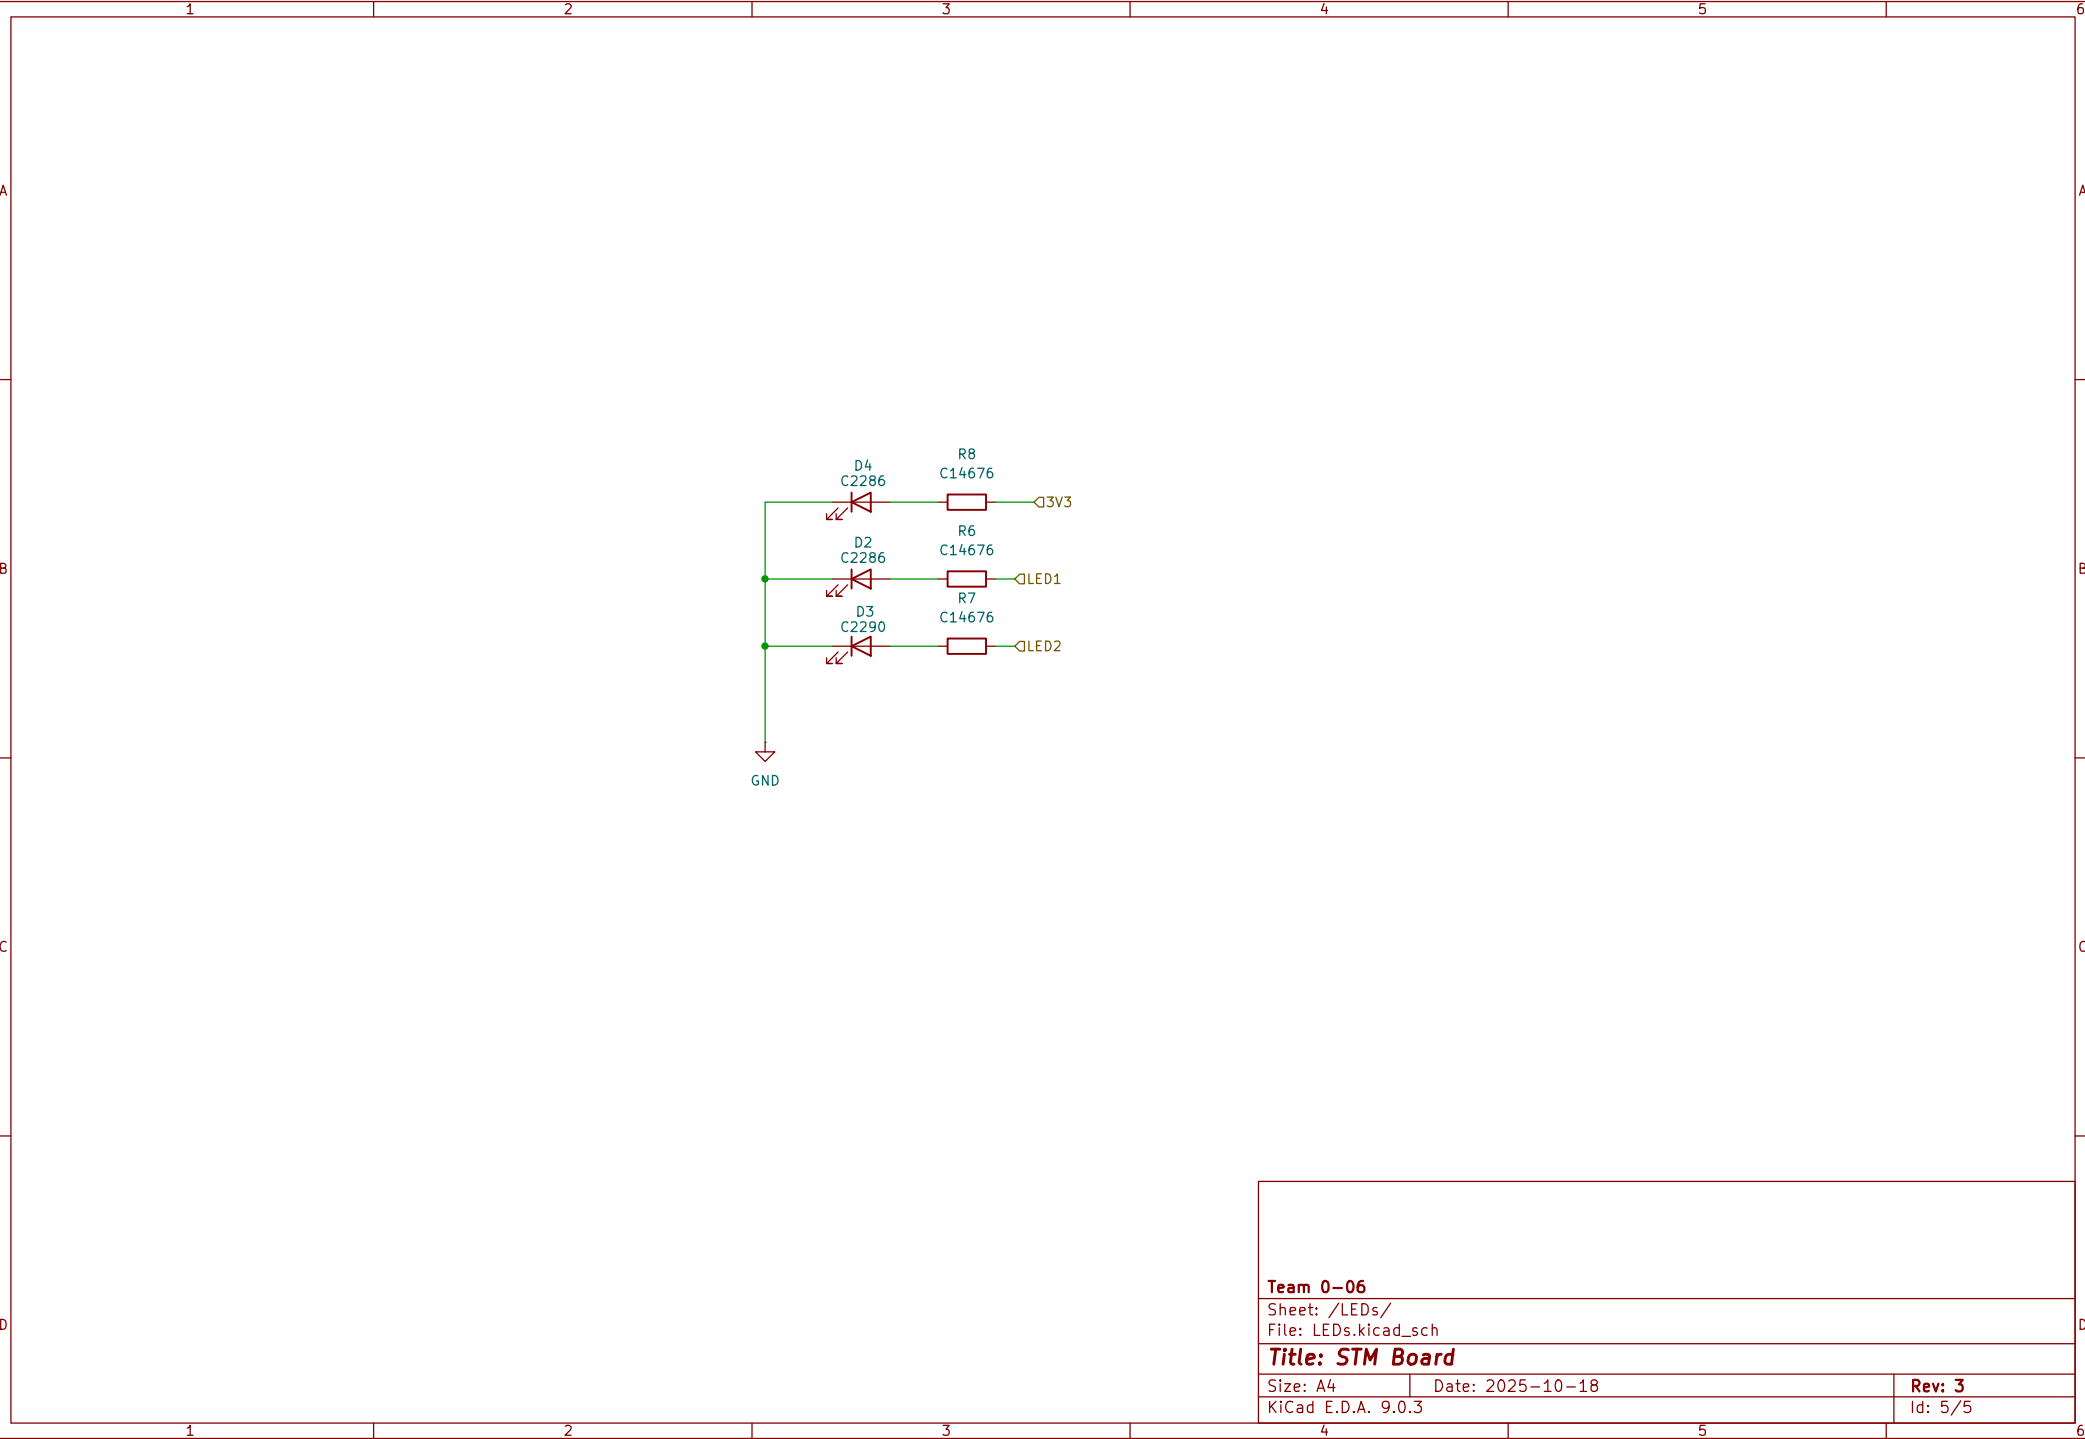 1 2 3 4 5 6
A A
R8
D4 C14676
C2286
3V3
R6
D2 C14676
C2286
B B
LED1
R7
D3 C14676
C2290
LED2
GND
C C
Team 0-06
Sheet: /LEDs/
D D
File: LEDs.kicad_sch
Title: STM Board
Size: A4 Date: 2025-10-18 Rev: 3
KiCad E.D.A. 9.0.3 Id: 5/5
1 2 3 4 5 6